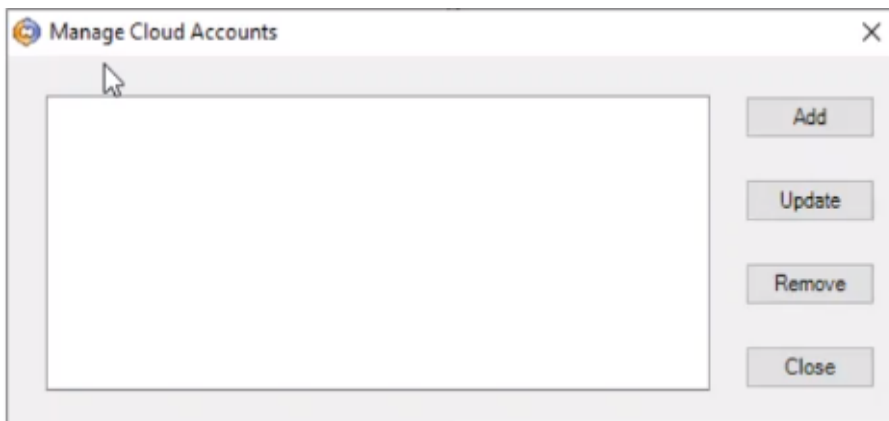 Manage Cloud Accounts
Add
Update
Remove
Close